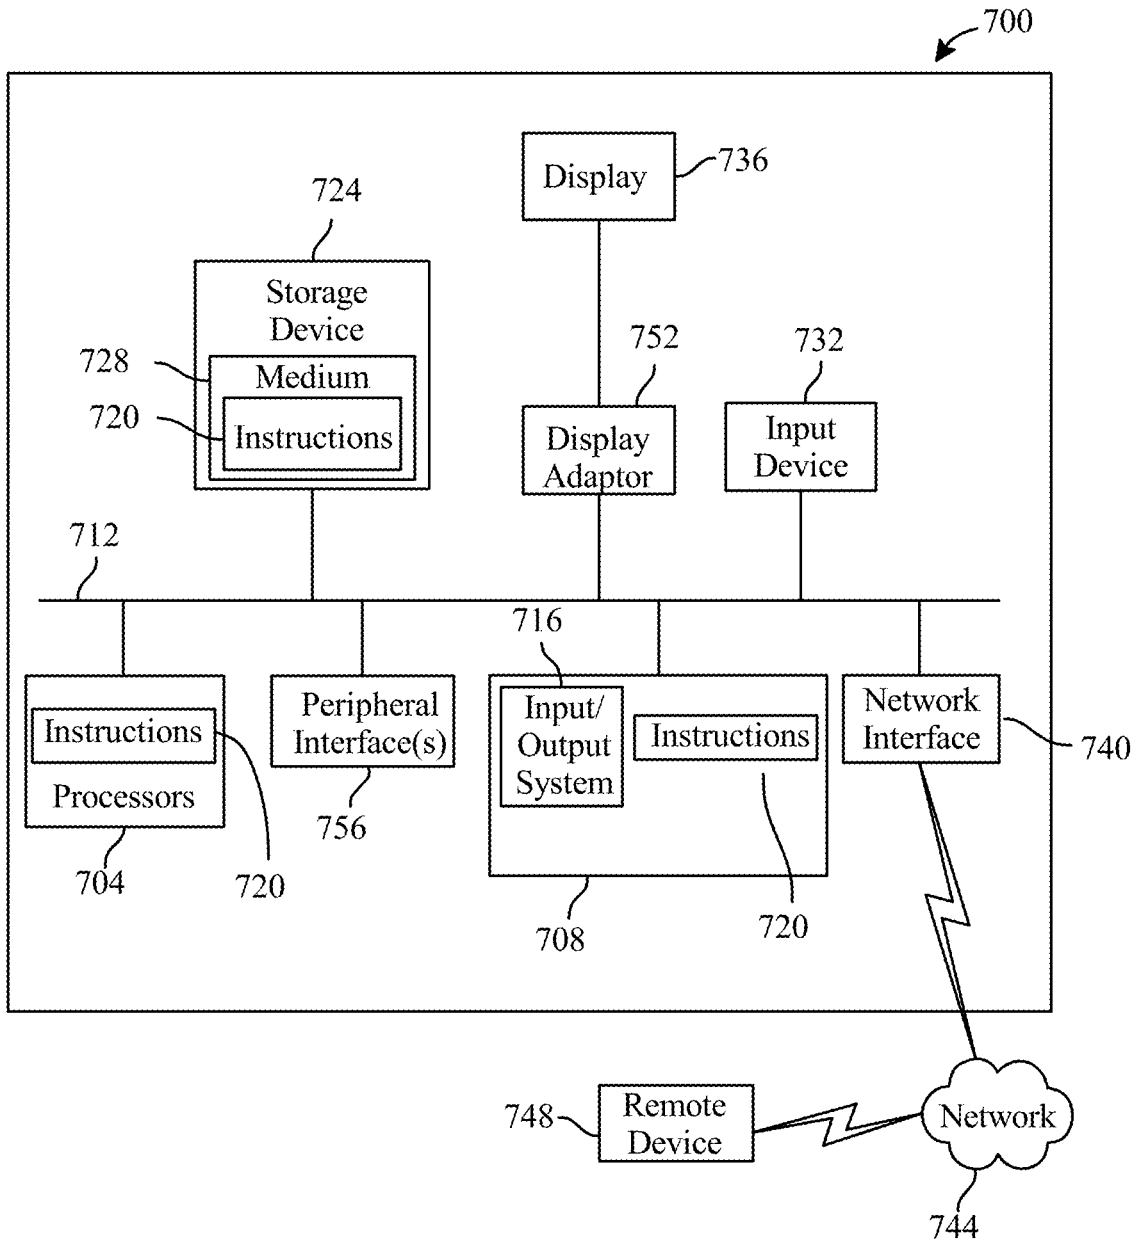 700
Display
736
724
Storage
Device
728
Medium
720
Instructions
752
Display
Adaptor
732
Input
Device
712
716
Instructions
Processors
704
720
Peripheral
Interface(s)
756
Input/
Output
System
Instructions
708
720
Network
Interface
740
748
Remote
Device
Network
744